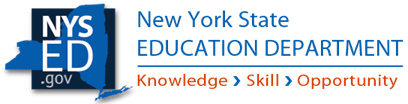 NYS
ED
.gov
New York State
EDUCATION DEPARTMENT
Knowledge › Skill › Opportunity